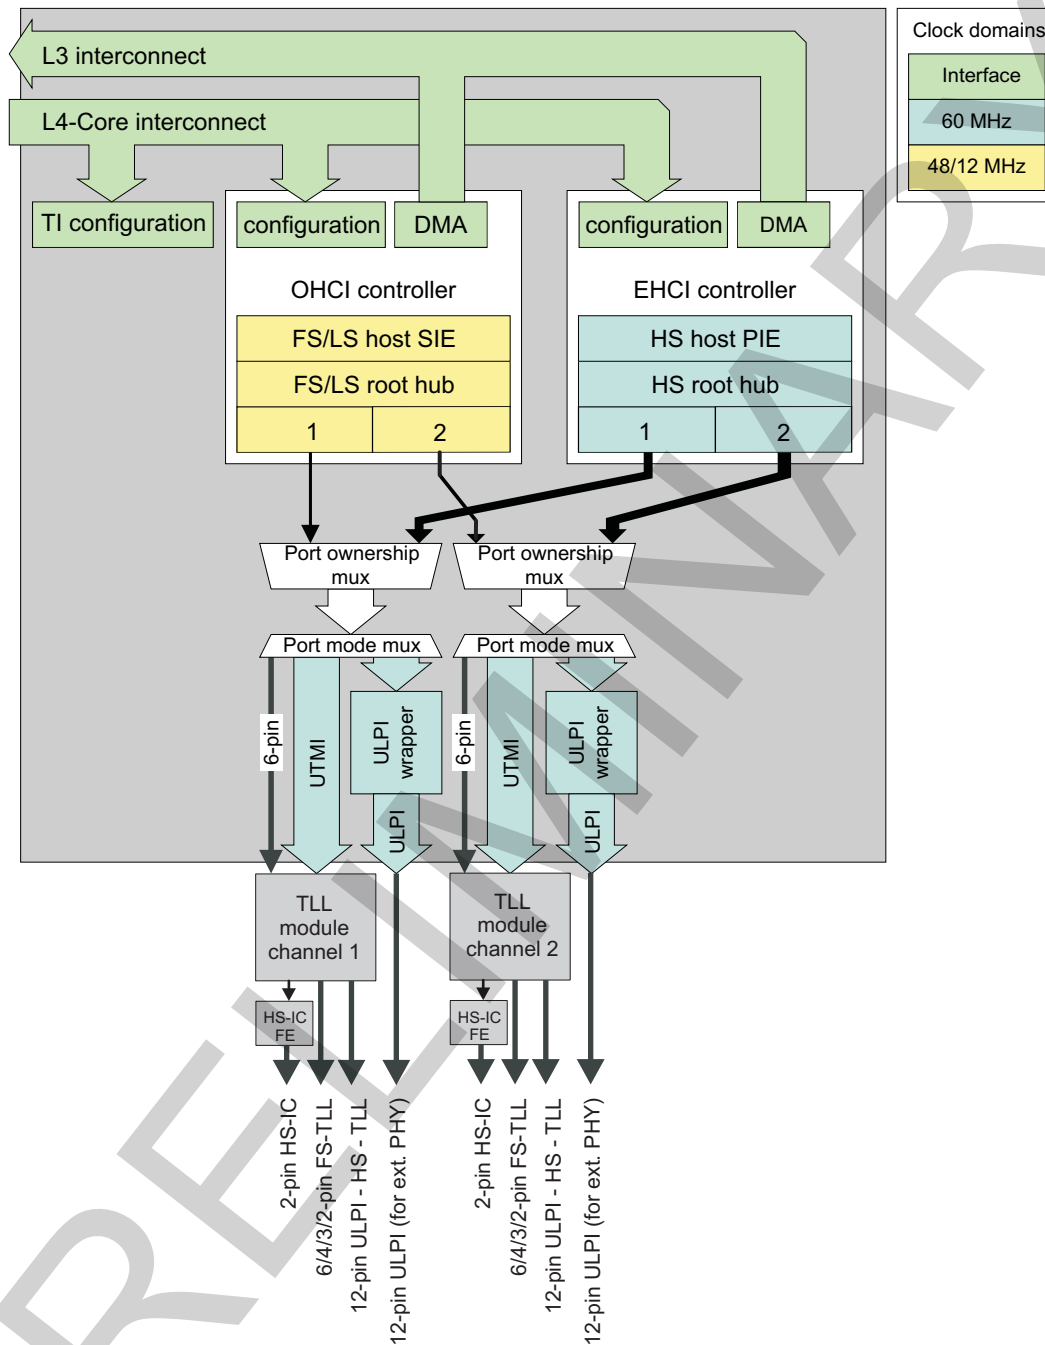 Clock domains
Interface
60 MHz
48/12 MHz
L3 interconnect
L4-Core interconnect
TI configuration
configuration
DMA
configuration
DMA
OHCI controller
EHCI controller
FS/LS host SIE
FS/LS root hub
1
2
HS host PIE
HS root hub
1
2
Port ownership
mux
Port ownership
mux
Port mode mux
Port mode mux
6-pin
UTMI
ULPI
wrapper
ULPI
6-pin
UTMI
ULPI
wrapper
ULPI
TLL
module
channel 1
TLL
module
channel 2
HS-IC
FE
HS-IC
FE
2-pin HS-IC
6/4/3/2-pin FS-TLL
12-pin ULPI - HS - TLL
12-pin ULPI (for ext. PHY)
2-pin HS-IC
6/4/3/2-pin FS-TLL
12-pin ULPI - HS - TLL
12-pin ULPI (for ext. PHY)
PRELIMINARY